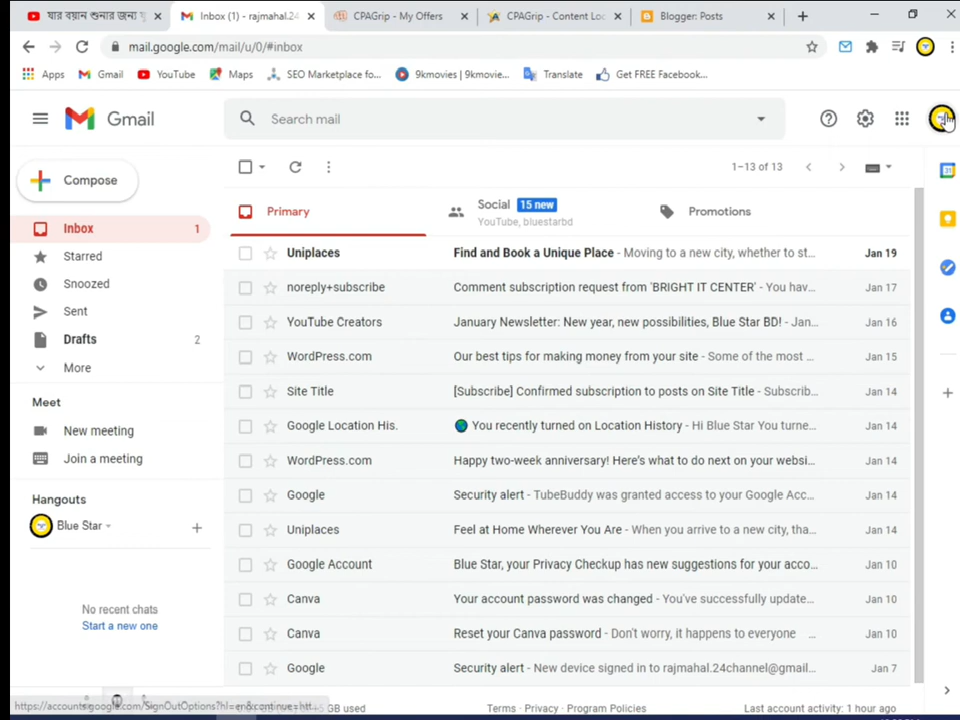 যার বয়ান শুনার জন্য
Inbox (1) - rajmahal.24
CPAGrip - My Offers
CPAGrip - Content Loc
Blogger: Posts
mail.google.com/mail/u/0/#inbox
Apps
Gmail
YouTube
Maps
SEO Marketplace fo...
9kmovies | 9kmovie...
Translate
Get FREE Facebook...
Gmail
Search mail
Compose
1–13 of 13
Inbox 1
Starred
Snoozed
Sent
Drafts 2
More
Meet
New meeting
Join a meeting
Hangouts
Blue Star
No recent chats
Start a new one
Primary
Social 15 new
YouTube, bluestarbd
Promotions
Uniplaces Find and Book a Unique Place - Moving to a new city, whether to st... Jan 19
noreply+subscribe Comment subscription request from 'BRIGHT IT CENTER' - You hav... Jan 17
YouTube Creators January Newsletter: New year, new possibilities, Blue Star BD! - Jan... Jan 16
WordPress.com Our best tips for making money from your site - Some of the most ... Jan 15
Site Title [Subscribe] Confirmed subscription to posts on Site Title - Subscrib... Jan 14
Google Location His. You recently turned on Location History - Hi Blue Star You turne... Jan 14
WordPress.com Happy two-week anniversary! Here's what to do next on your websi... Jan 14
Google Security alert - TubeBuddy was granted access to your Google Acc... Jan 14
Uniplaces Feel at Home Wherever You Are - When you arrive to a new city, tha... Jan 14
Google Account Blue Star, your Privacy Checkup has new suggestions for your acco... Jan 10
Canva Your account password was changed - You've successfully update... Jan 10
Canva Reset your Canva password - Don't worry, it happens to everyone ... Jan 10
Google Security alert - New device signed in to rajmahal.24channel@gmail... Jan 7
https://accounts.google.com/SignOutOptions?hl=en&continue=htt...
GB used
Terms · Privacy · Program Policies
Last account activity: 1 hour ago